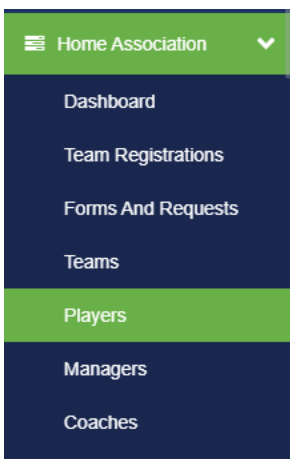 Home Association
Dashboard
Team Registrations
Forms And Requests
Teams
Players
Managers
Coaches